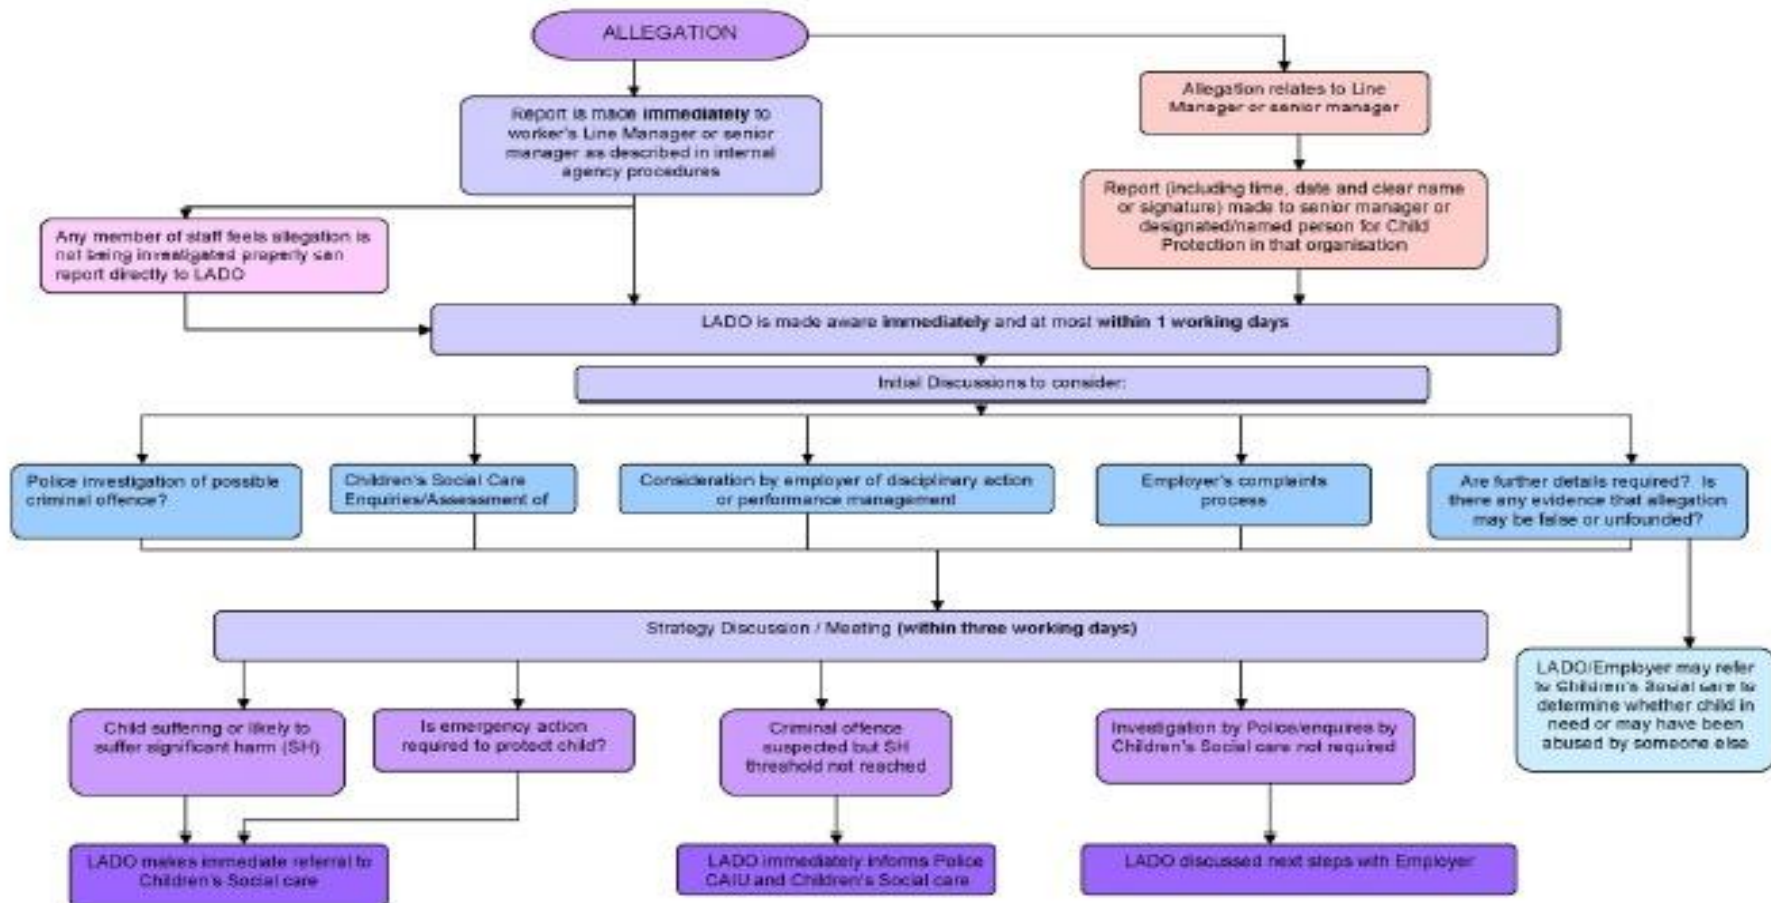 ALLEGATION
Report is made immediately to
worker's Line Manager or senior
manager as described in internal
agency procedures
Allegation relates to Line
Manager or senior manager
Report (including time, date and clear name
or signature) made to senior manager or
designated/named person for Child
Protection in that organisation
Any member of staff feels allegation is
not being investigated properly can
report directly to LADO
LADO is made aware immediately and at most within 1 working days
Initial Discussions to consider:
Police investigation of possible
criminal offence?
Children's Social Care
Enquiries/Assessment of
Consideration by employer of disciplinary action
or performance management
Employer's complaints
process
Are further details required? Is
there any evidence that allegation
may be false or unfounded?
Strategy Discussion / Meeting (within three working days)
LADO/Employer may refer
to Children's Social care to
determine whether child in
need or may have been
abused by someone else
Child suffering or likely to
suffer significant harm (SH)
Is emergency action
required to protect child?
Criminal offence
suspected but SH
threshold not reached
Investigation by Police/enquires by
Children's Social care not required
LADO makes immediate referral to
Children's Social care
LADO immediately informs Police
CAIU and Children's Social care
LADO discussed next steps with Employer